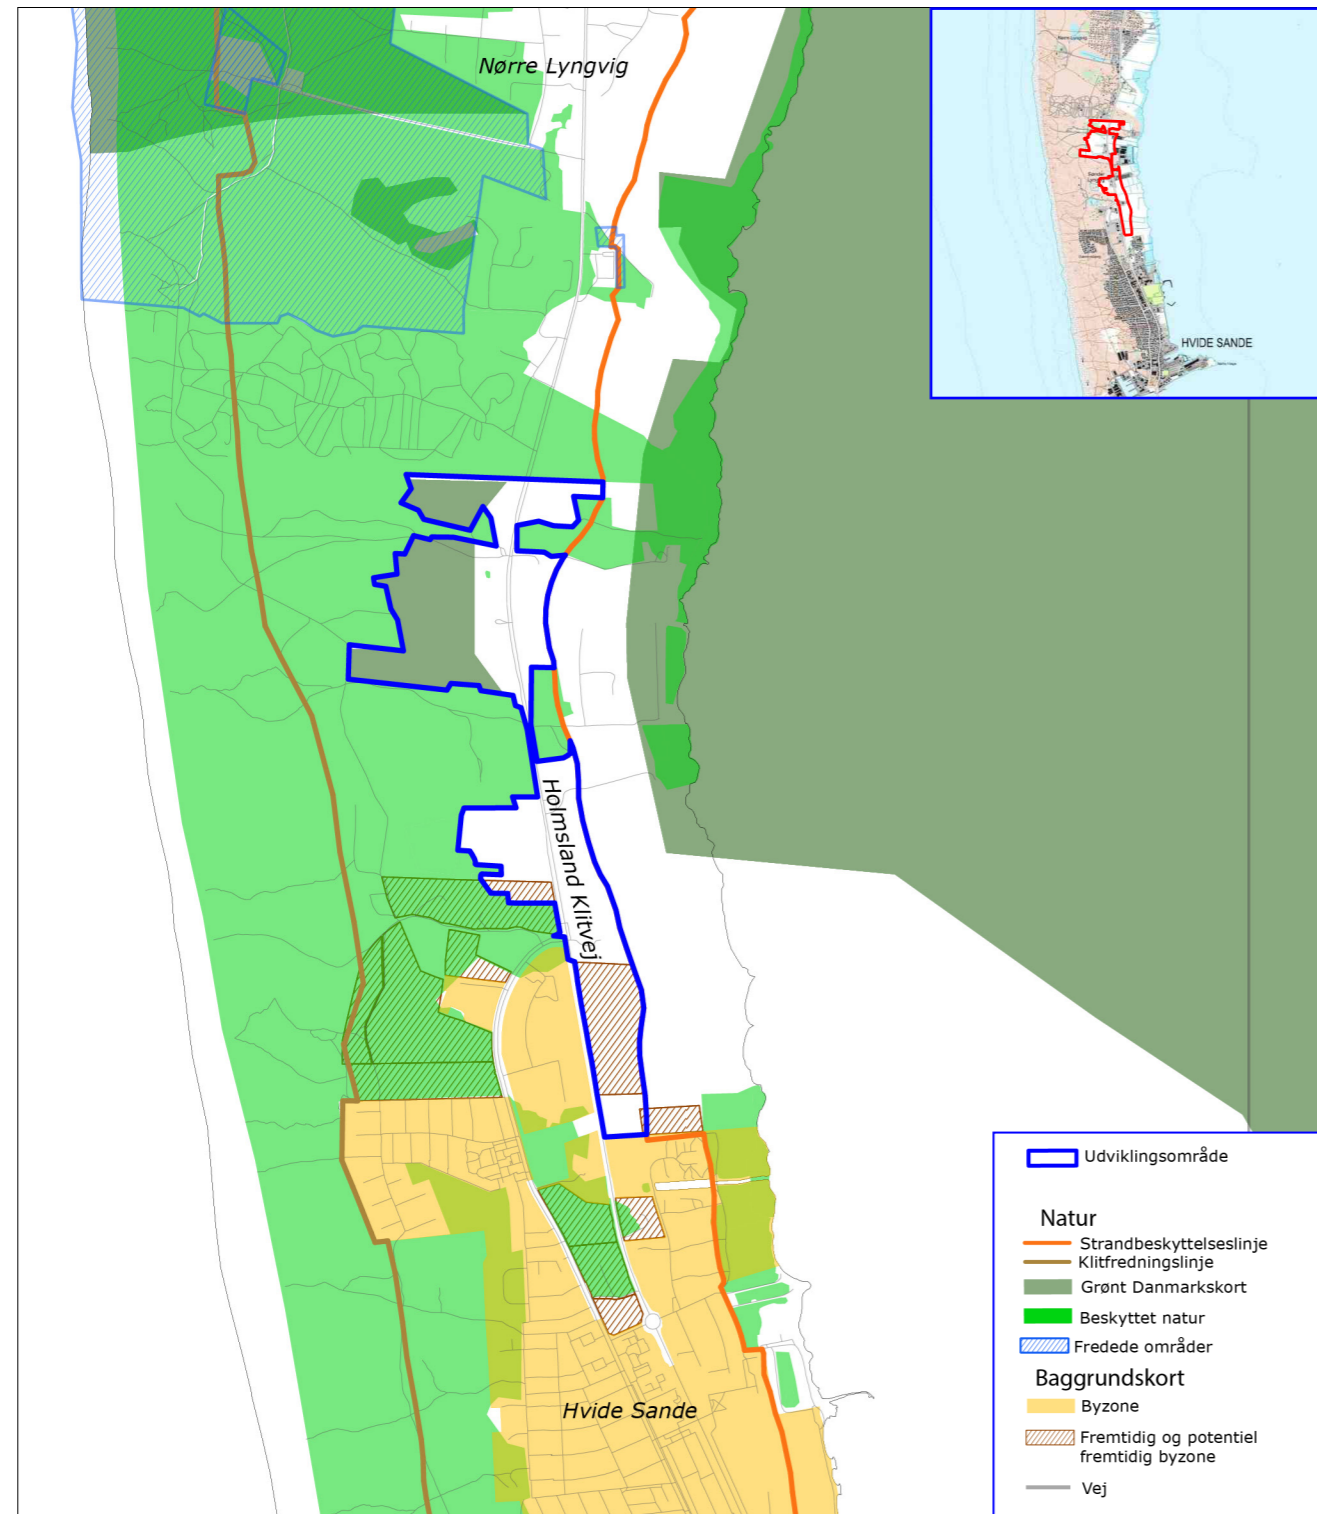 Nørre Lyngvig
HVIDE SANDE
Holmsland Klitvej
Hvide Sande
Udviklingsområde
Natur
Strandbeskyttelseslinje
Klitfredningslinje
Grønt Danmarkskort
Beskyttet natur
Fredede områder
Baggrundskort
Byzone
Fremtidig og potentiel
fremtidig byzone
Vej